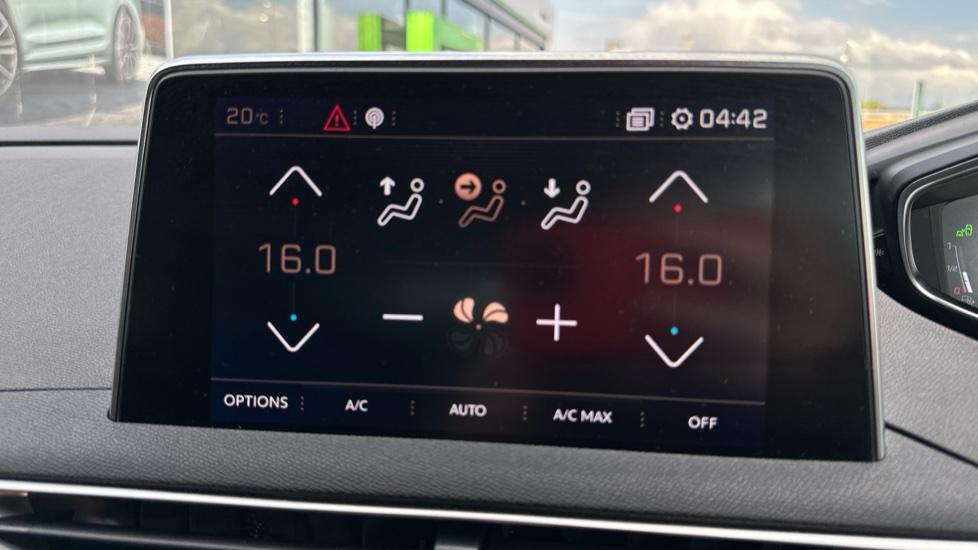 20°C 04:42
16.0 16.0
OPTIONS A/C AUTO A/C MAX OFF